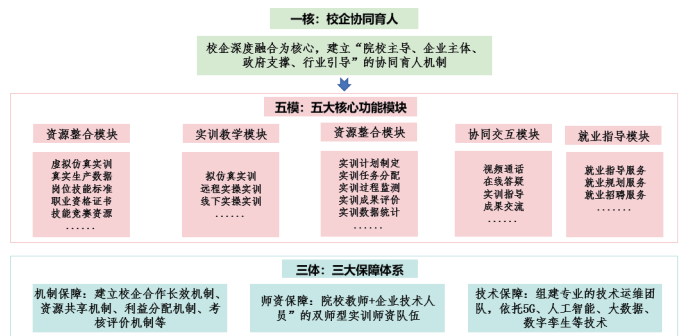 一核：校企协同育人
校企深度融合为核心，建立“院校主导、企业主体、
政府支撑、行业引导”的协同育人机制
五模：五大核心功能模块
资源整合模块
虚拟仿真实训
真实生产数据
岗位技能标准
职业资格证书
技能竞赛资源
......
实训教学模块
拟仿真实训
远程实操实训
线下实操实训
......
资源整合模块
实训计划制定
实训任务分配
实训过程监测
实训成果评价
实训数据统计
......
协同交互模块
视频通话
在线答疑
实训指导
成果交流
......
就业指导模块
就业指导服务
就业规划服务
就业招聘服务
.......
三体：三大保障体系
机制保障：建立校企合作长效机制、
资源共享机制、利益分配机制、考
核评价机制等
师资保障：院校教师+企业技术人
员”的双师型实训师资队伍
技术保障：组建专业的技术运维团
队，依托5G、人工智能、大数据、
数字孪生等技术